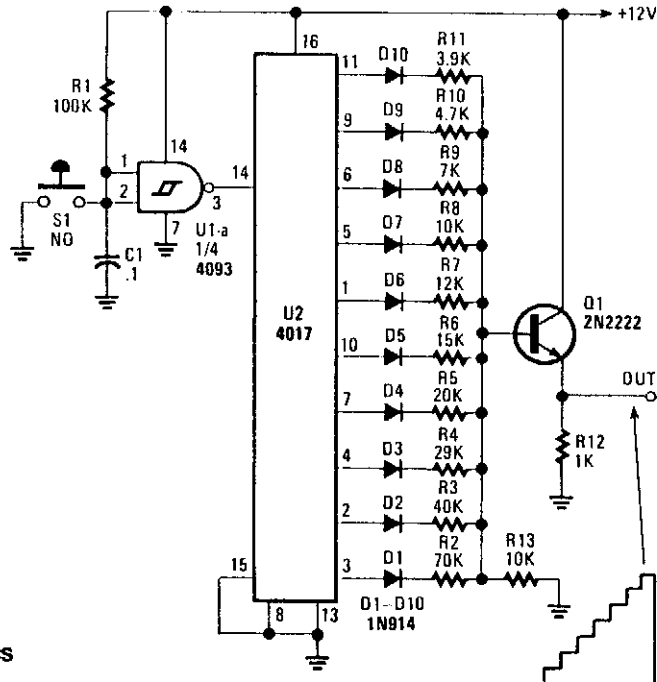 +12V
16
R1
100K
14
1
2
3
7
S1
NO
C1
.1
U1-a
1/4
4093
14
U2
4017
11
D10
R11
3.9K
9
D9
R10
4.7K
6
D8
R9
7K
5
D7
R8
10K
1
D6
R7
12K
10
D5
R6
15K
7
D4
R5
20K
4
D3
R4
29K
2
D2
R3
40K
3
D1
R2
70K
R13
10K
D1-D10
1N914
15
8
13
Q1
2N2222
OUT
R12
1K
S